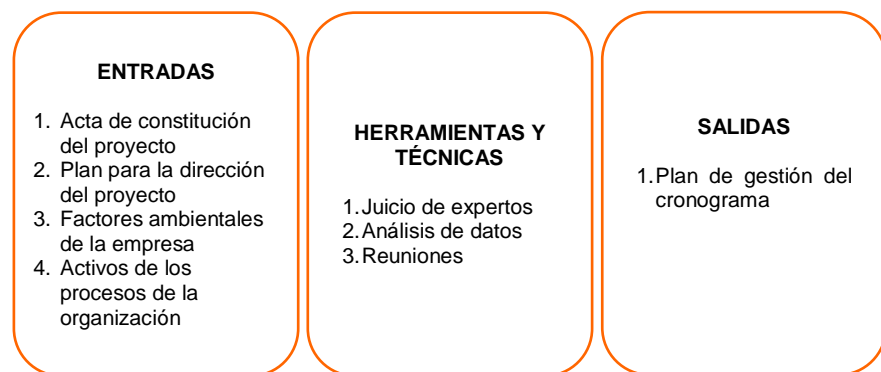 ENTRADAS
1. Acta de constitución
del proyecto
2. Plan para la dirección
del proyecto
3. Factores ambientales
de la empresa
4. Activos de los
procesos de la
organización
HERRAMIENTAS Y
TÉCNICAS
1.Juicio de expertos
2.Análisis de datos
3.Reuniones
SALIDAS
1.Plan de gestión del
cronograma